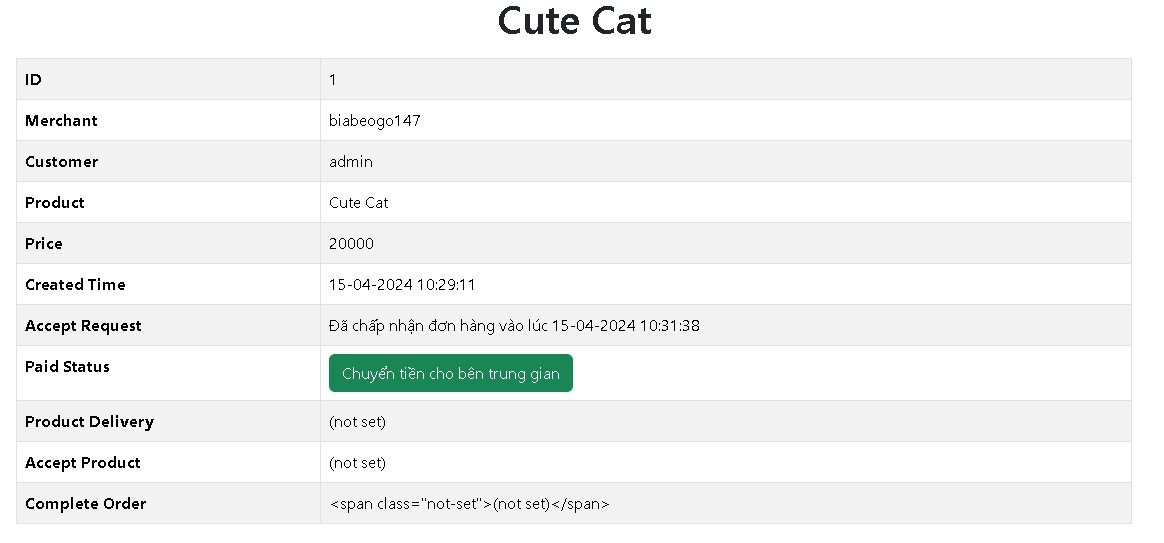 Cute Cat
ID 1
Merchant biabeogo147
Customer admin
Product Cute Cat
Price 20000
Created Time 15-04-2024 10:29:11
Accept Request Đã chấp nhận đơn hàng vào lúc 15-04-2024 10:31:38
Paid Status Chuyển tiền cho bên trung gian
Product Delivery (not set)
Accept Product (not set)
Complete Order <span class="not-set">(not set)</span>